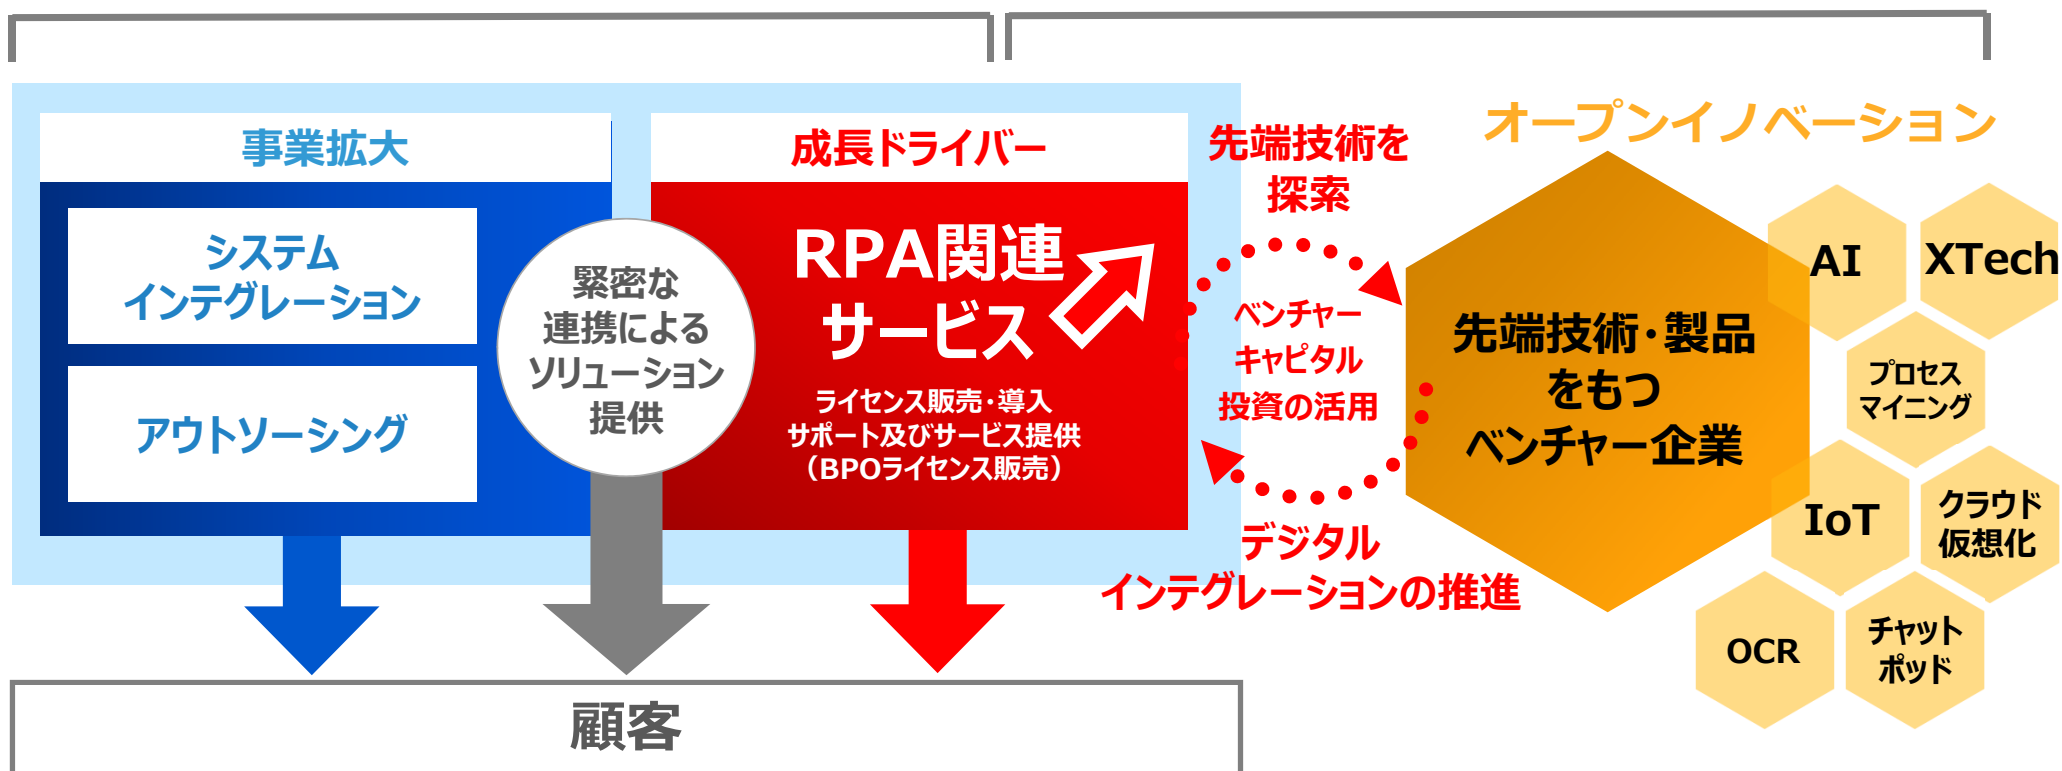 事業拡大
システム
インテグレーション
アウトソーシング
緊密な
連携による
ソリューション
提供
成長ドライバー
RPA関連
サービス
ライセンス販売・導入
サポート及びサービス提供
（BPOライセンス販売）
先端技術を
探索
ベンチャー
キャピタル
投資の活用
デジタル
インテグレーションの推進
オープンイノベーション
先端技術・製品
をもつ
ベンチャー企業
AI
XTech
プロセス
マイニング
IoT
クラウド
仮想化
OCR
チャット
ポッド
顧客